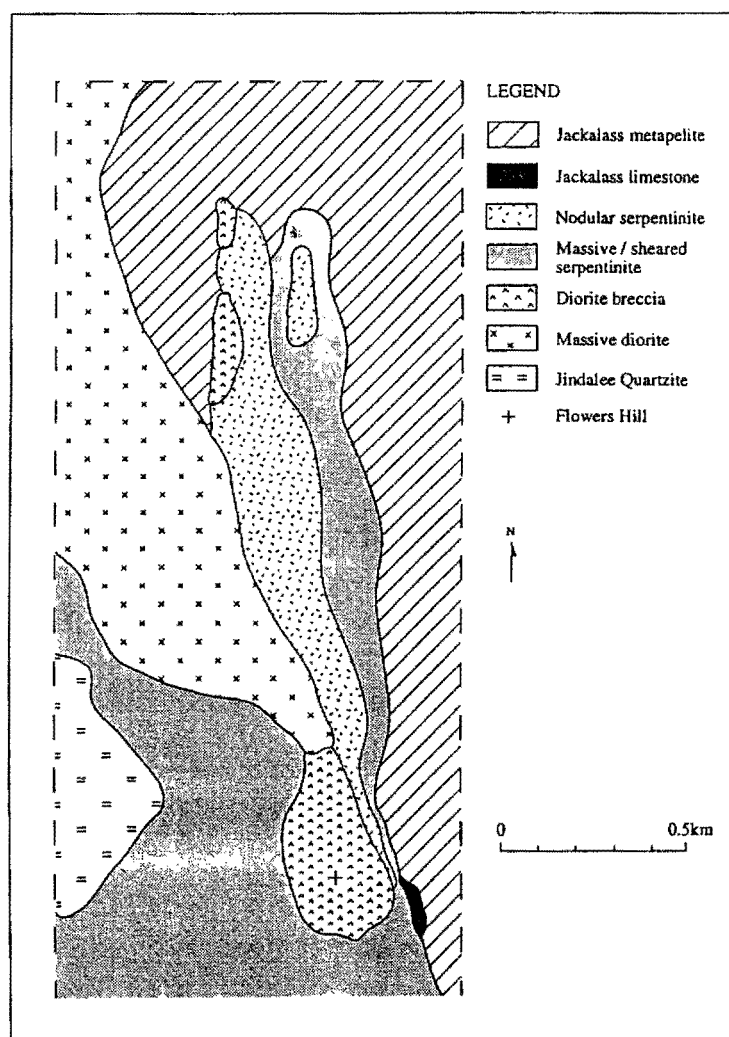 LEGEND
Jackalass metapelite
Jackalass limestone
Nodular serpentinite
Massive / sheared
serpentinite
Diorite breccia
Massive diorite
Jindalee Quartzite
Flowers Hill
N
0 0.5km